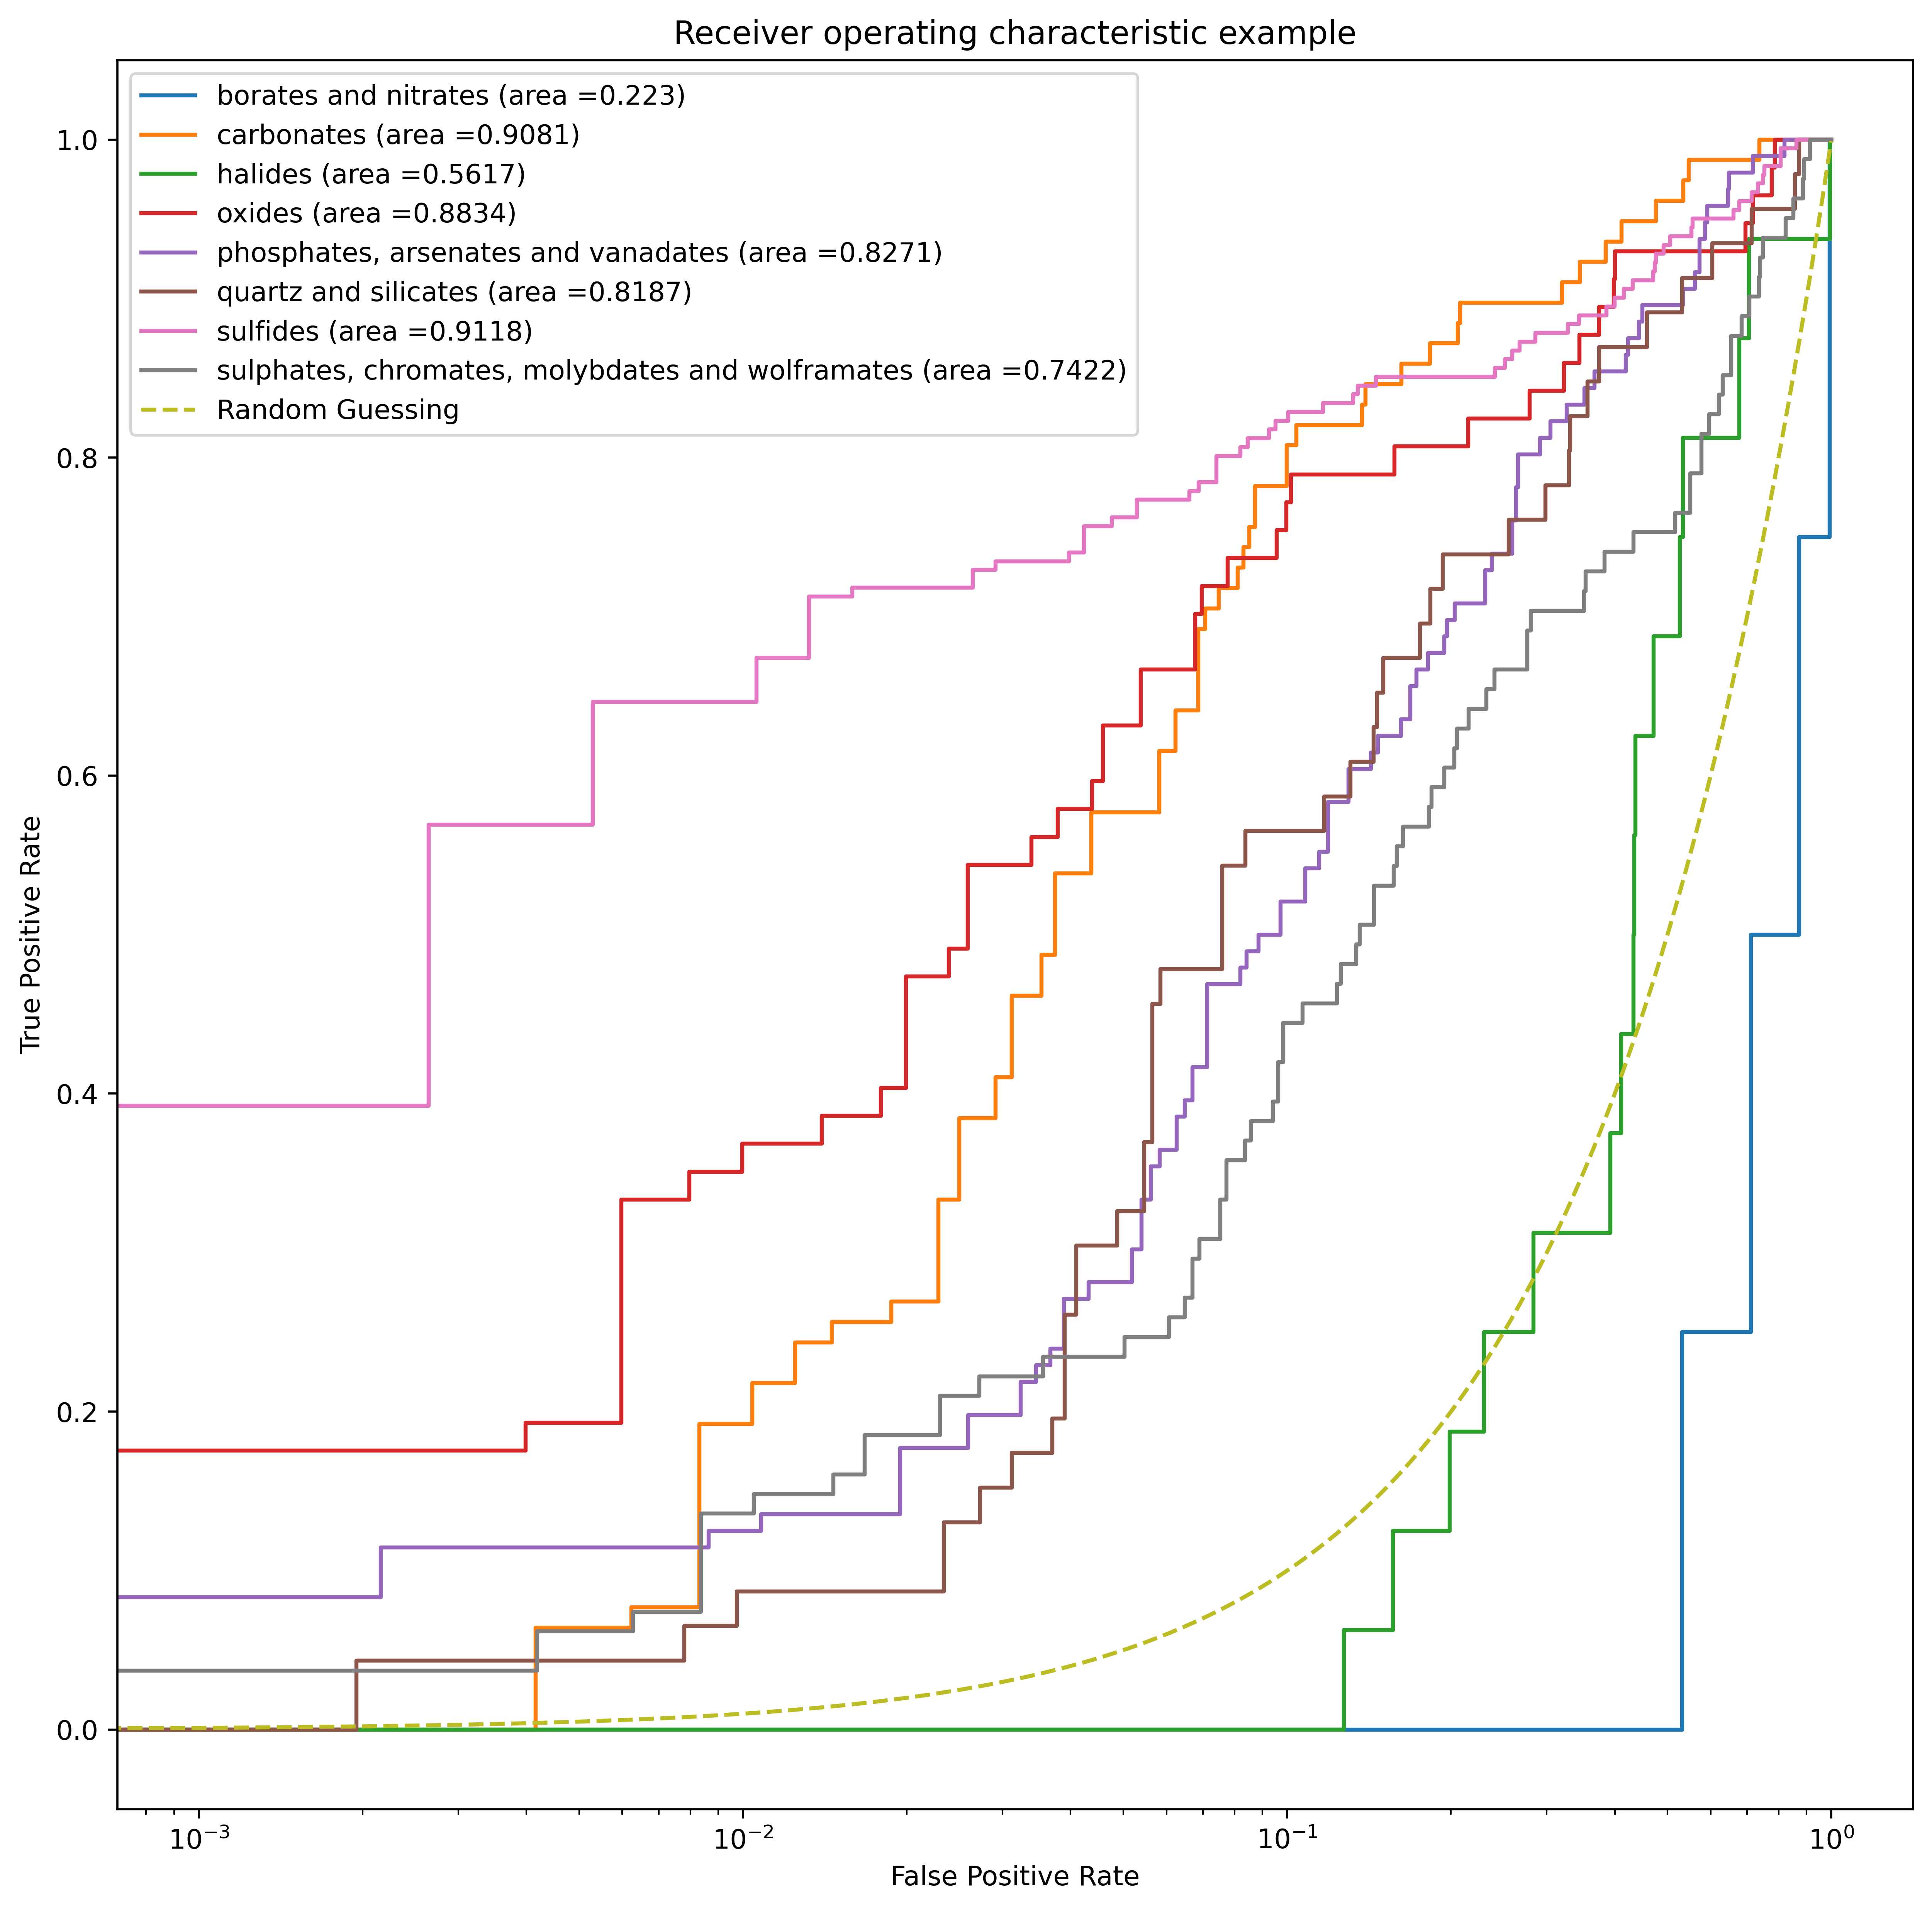 Receiver operating characteristic example
borates and nitrates (area =0.223)
carbonates (area =0.9081)
halides (area =0.5617)
oxides (area =0.8834)
phosphates, arsenates and vanadates (area =0.8271)
quartz and silicates (area =0.8187)
sulfides (area =0.9118)
sulphates, chromates, molybdates and wolframates (area =0.7422)
Random Guessing
True Positive Rate
1.0
0.8
0.6
0.4
0.2
0.0
10⁻³ 10⁻² 10⁻¹ 10⁰
False Positive Rate